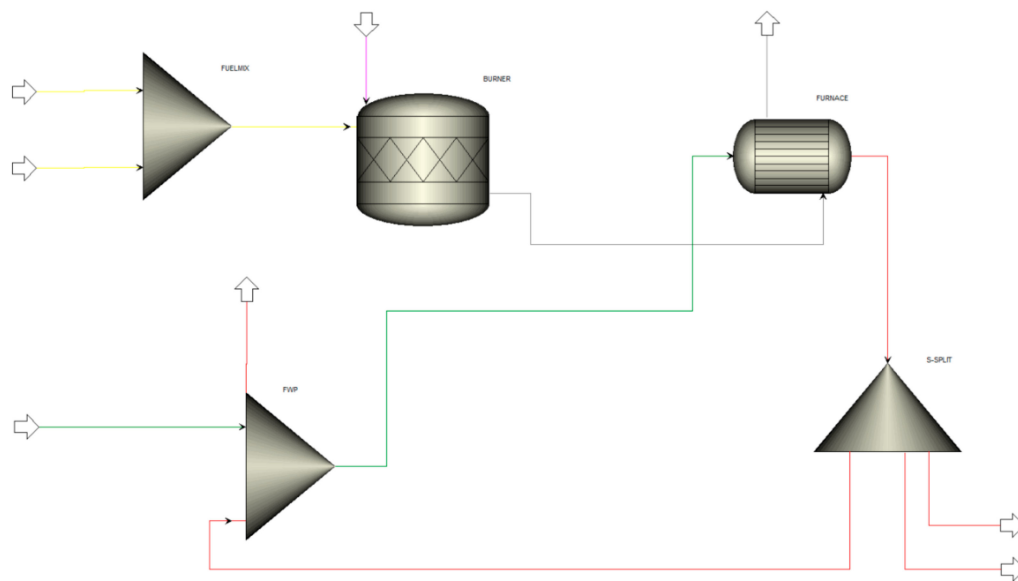 FUELMIX
BURNER
FURNACE
S-SPLIT
FWP